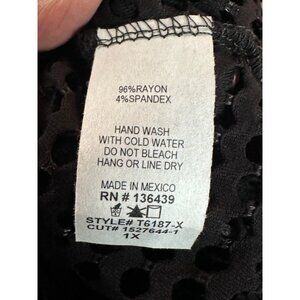 96%RAYON
4%SPANDEX
HAND WASH
WITH COLD WATER
DO NOT BLEACH
HANG OR LINE DRY
MADE IN MEXICO
RN # 136439
STYLE# T6187-X
CUT# 1527644-1
1X